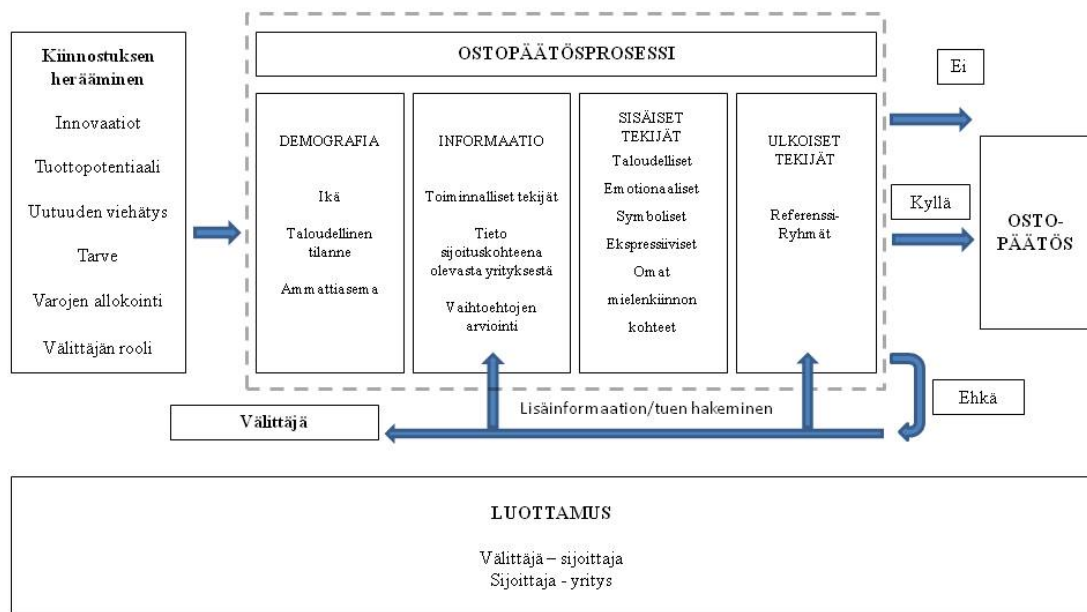 Kiinnostuksen
herääminen
Innovaatiot
Tuottopotentiaali
Uutuuden viehätys
Tarve
Varojen allokointi
Välittäjän rooli
OSTOPÄÄTÖSPROSESSI
DEMOGRAFIA
Ikä
Taloudellinen
tilanne
Ammattiasema
INFORMAATIO
Toiminnalliset tekijät
Tieto
sijoituskohteena
olevasta yrityksestä
Vaihtoehtojen
arviointi
SISÄISET
TEKIJÄT
Taloudelliset
Emotionaaliset
Symboliset
Ekspressiiviset
Omat
mielenkiinnon
kohteet
ULKOISET
TEKIJÄT
Referenssi-
Ryhmät
Ei
Kyllä
OSTO-
PÄÄTÖS
Ehkä
Lisäinformaation/tuen hakeminen
Välittäjä
LUOTTAMUS
Välittäjä – sijoittaja
Sijoittaja - yritys